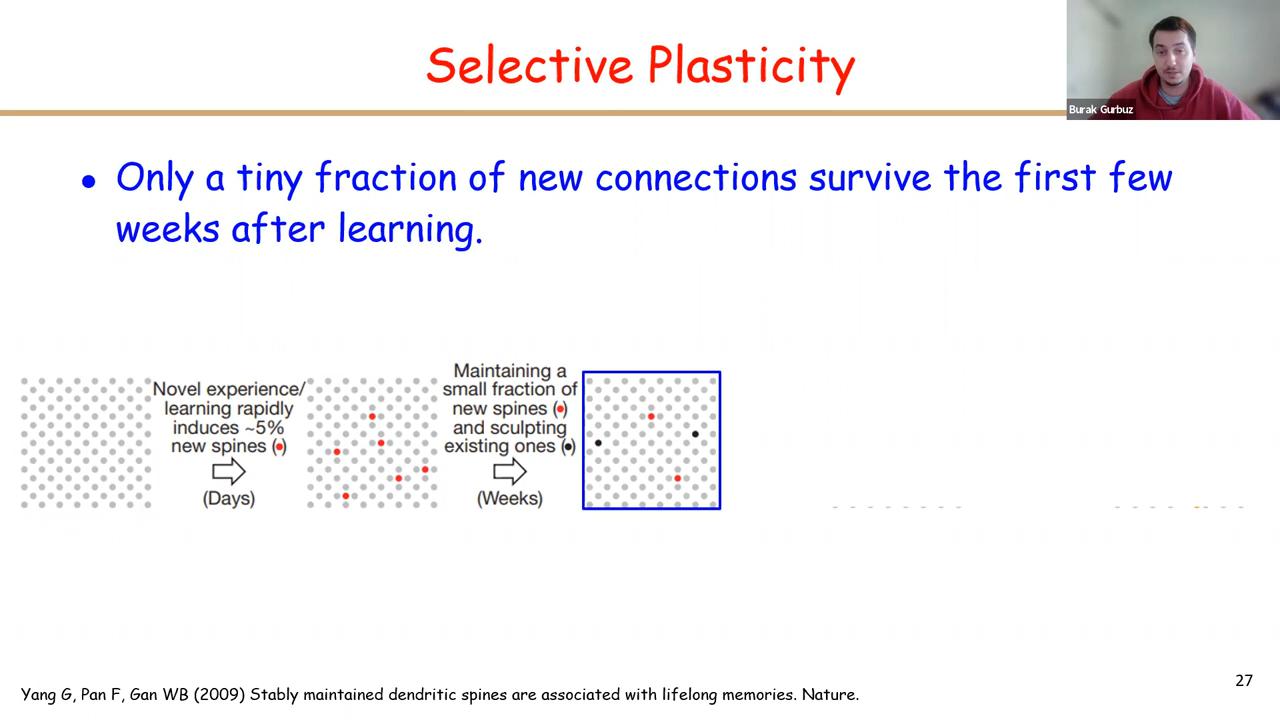 Selective Plasticity
Burak Gurbuz
• Only a tiny fraction of new connections survive the first few
weeks after learning.
Novel experience/
learning rapidly
induces ~5%
new spines (•)
(Days)
Maintaining a
small fraction of
new spines (•)
and sculpting
existing ones (•)
(Weeks)
27
Yang G, Pan F, Gan WB (2009) Stably maintained dendritic spines are associated with lifelong memories. Nature.